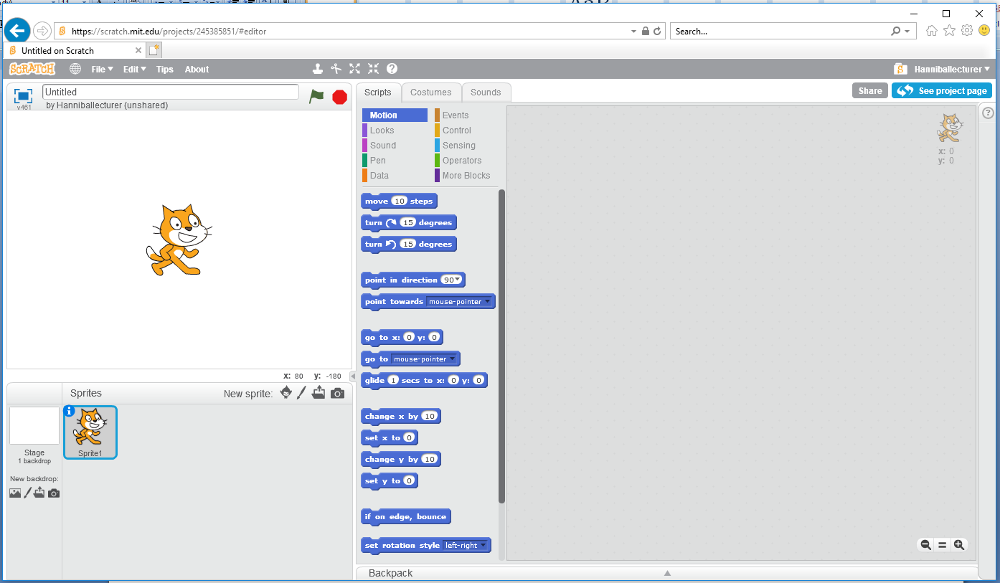 https://scratch.mit.edu/projects/245385851/#editor
Search...
Untitled on Scratch
SCRATCH
File Edit Tips About
Hanniballecturer
Untitled
v461
by Hanniballecturer (unshared)
Scripts Costumes Sounds
Share
See project page
Motion
Looks
Sound
Pen
Data
Events
Control
Sensing
Operators
More Blocks
move 10 steps
turn 15 degrees
turn 15 degrees
point in direction 90
point towards mouse-pointer
go to x: 0 y: 0
go to mouse-pointer
glide 1 secs to x: 0 y: 0
change x by 10
set x to 0
change y by 10
set y to 0
if on edge, bounce
set rotation style left-right
x: 0
y: 0
x: 80 y: -180
Sprites
New sprite:
Sprite1
Stage
1 backdrop
New backdrop:
Backpack